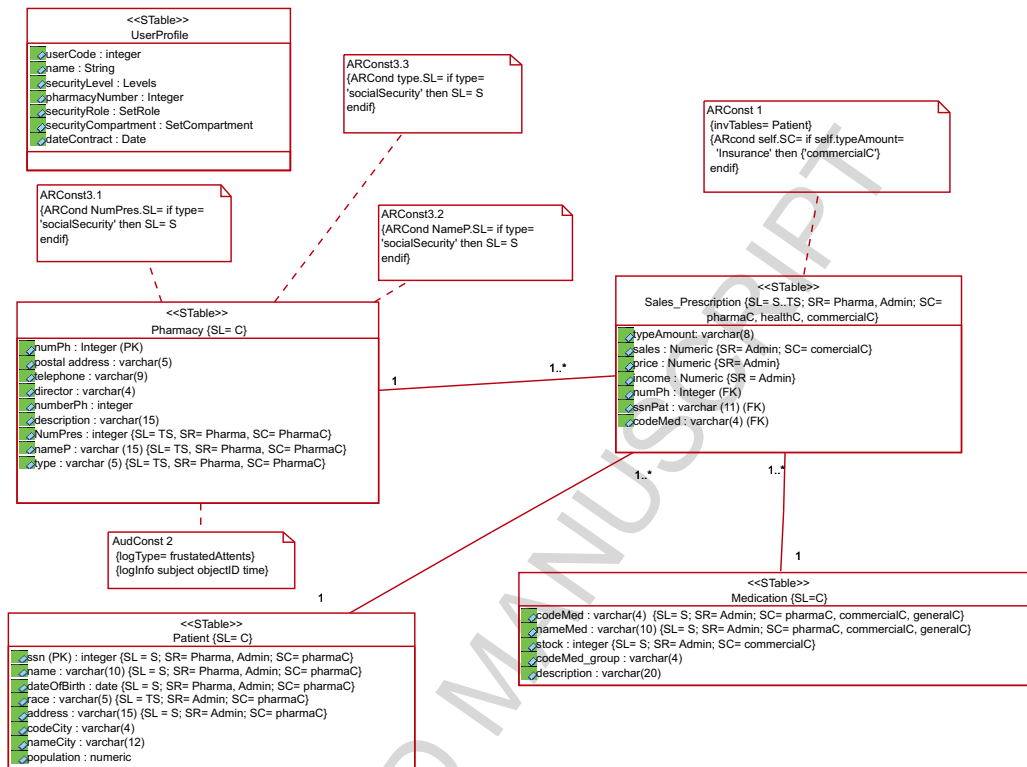 <<STable>>
UserProfile
userCode : integer
name : String
securityLevel : Levels
pharmacyNumber : Integer
securityRole : SetRole
securityCompartment : SetCompartment
dateContract : Date
ARConst3.3
{ARCond type.SL= if type=
'socialSecurity' then SL= S
endif}
ARConst 1
{invTables= Patient}
{ARcond self.SC= if self.typeAmount=
'Insurance' then {'commercialC'}
endif}
ARConst3.1
{ARCond NumPres.SL= if type=
'socialSecurity' then SL= S
endif}
ARConst3.2
{ARCond NameP.SL= if type=
'socialSecurity' then SL= S
endif}
<<STable>>
Pharmacy {SL= C}
numPh : Integer (PK)
postal address : varchar(5)
telephone : varchar(9)
director : varchar(4)
numberPh : integer
description : varchar(15)
NumPres : integer {SL= TS, SR= Pharma, SC= PharmaC}
nameP : varchar (15) {SL= TS, SR= Pharma, SC= PharmaC}
type : varchar (5) {SL= TS, SR= Pharma, SC= PharmaC}
<<STable>>
Sales_Prescription {SL= S..TS; SR= Pharma, Admin; SC=
pharmaC, healthC, commercialC}
typeAmount: varchar(8)
sales : Numeric {SR= Admin; SC= comercialC}
price : Numeric {SR= Admin}
income : Numeric {SR = Admin}
numPh : Integer (FK)
ssnPat : varchar (11) (FK)
codeMed : varchar(4) (FK)
1
1..*
1..*
1..*
1
1
AudConst 2
{logType= frustatedAttents}
{logInfo subject objectID time}
<<STable>>
Medication {SL=C}
codeMed : varchar(4) {SL= S; SR= Admin; SC= pharmaC, commercialC, generalC}
nameMed : varchar(10) {SL= S; SR= Admin; SC= pharmaC, commercialC, generalC}
stock : integer {SL= S; SR= Admin; SC= commercialC}
codeMed_group : varchar(4)
description : varchar(20)
<<STable>>
Patient {SL= C}
ssn (PK) : integer {SL = S; SR= Pharma, Admin; SC= pharmaC}
name : varchar(10) {SL = S; SR= Pharma, Admin; SC= pharmaC}
dateOfBirth : date {SL = S; SR= Pharma, Admin; SC= pharmaC}
race : varchar(5) {SL = TS; SR= Admin; SC= pharmaC}
address : varchar(15) {SL = S; SR= Admin; SC= pharmaC}
codeCity : varchar(4)
nameCity : varchar(12)
population : numeric
D MANUSCRIPT